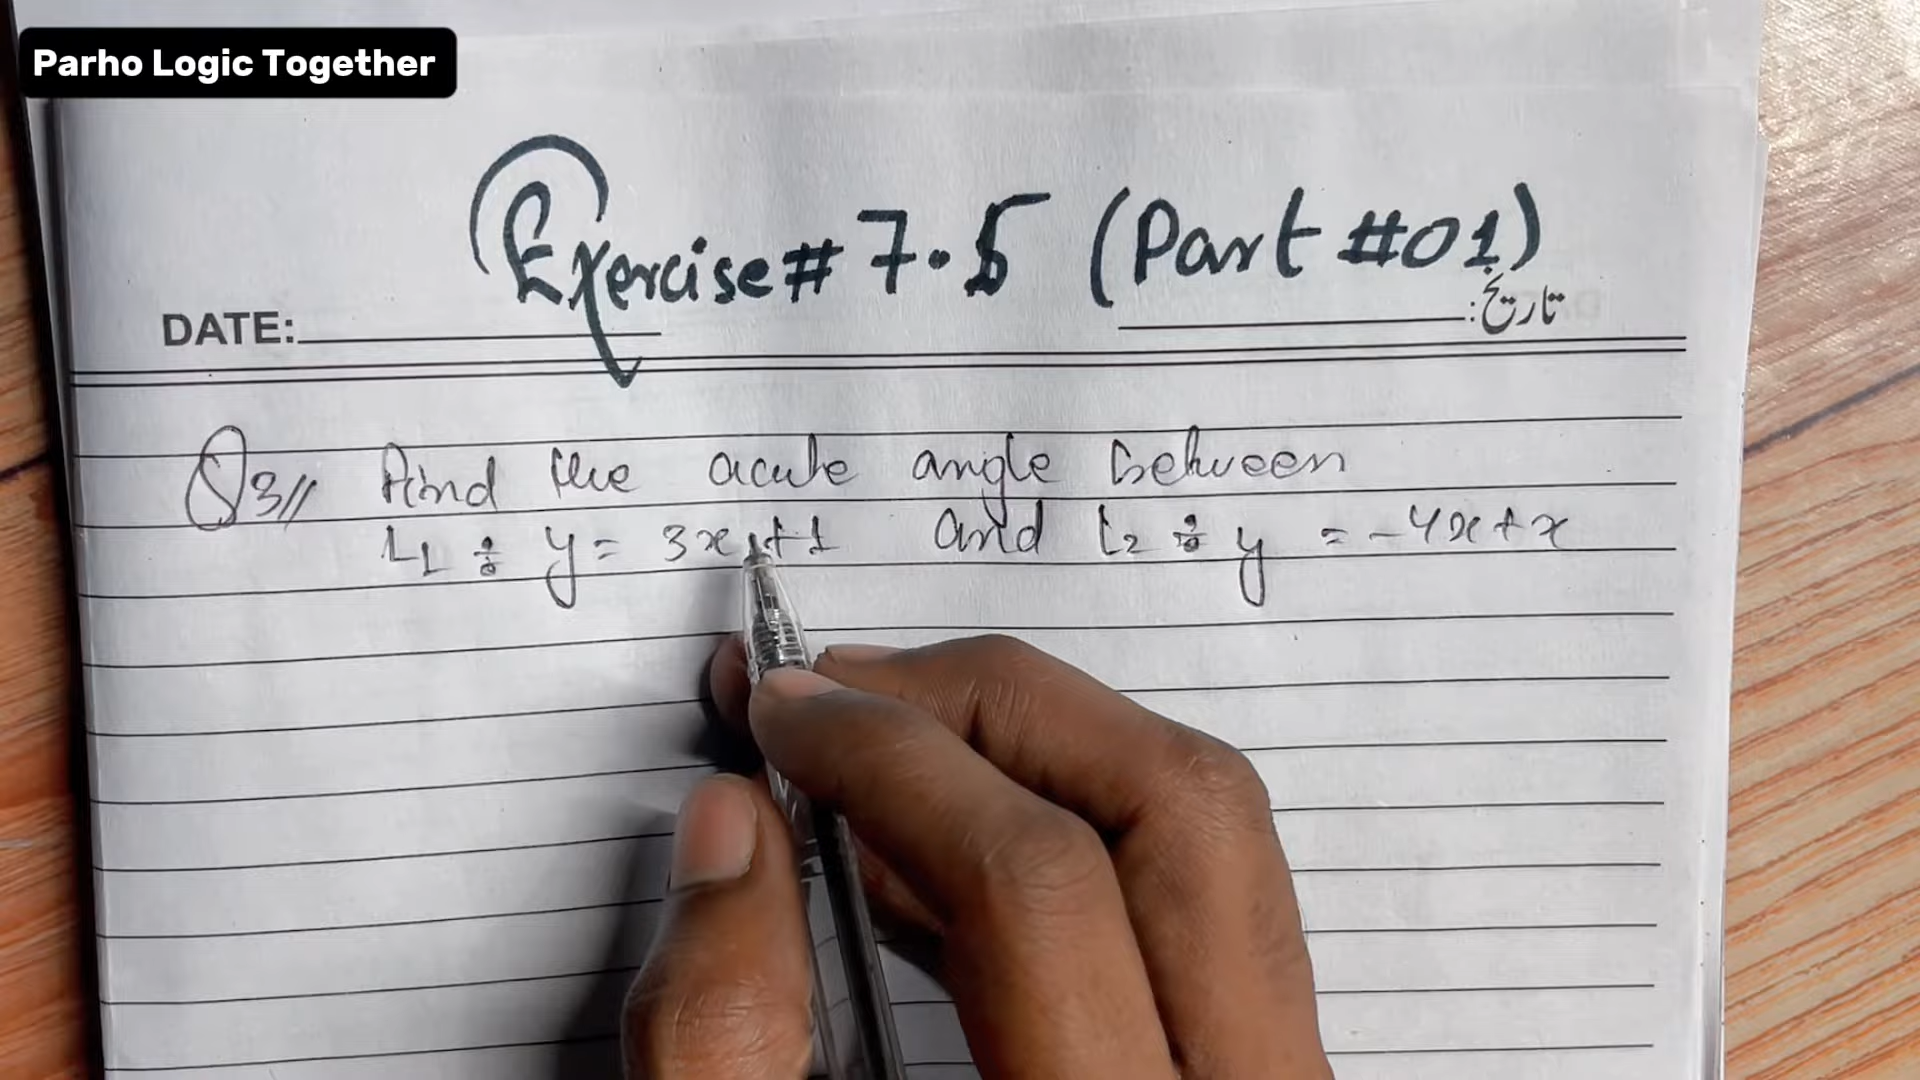 Parho Logic Together
Exercise # 7.5 (Part #01)
DATE: تاریخ:
Q3// Find the acute angle between
L1 : y = 3x + 1 and L2 : y = -4x + x